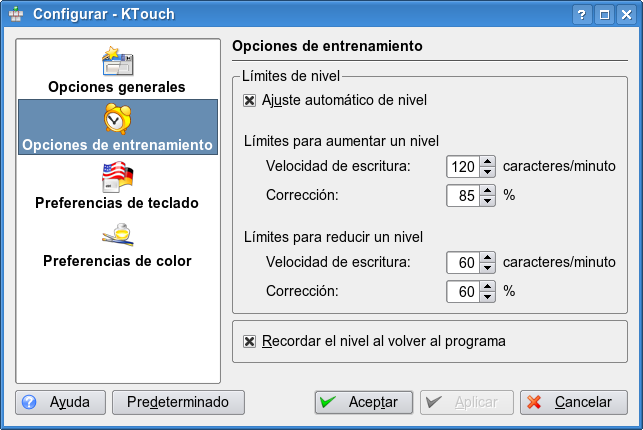 Configurar - KTouch
Opciones generales
Opciones de entrenamiento
Preferencias de teclado
Preferencias de color
Opciones de entrenamiento
Límites de nivel
Ajuste automático de nivel
Límites para aumentar un nivel
Velocidad de escritura: 120 caracteres/minuto
Corrección: 85 %
Límites para reducir un nivel
Velocidad de escritura: 60 caracteres/minuto
Corrección: 60 %
Recordar el nivel al volver al programa
Ayuda Predeterminado Aceptar Aplicar Cancelar